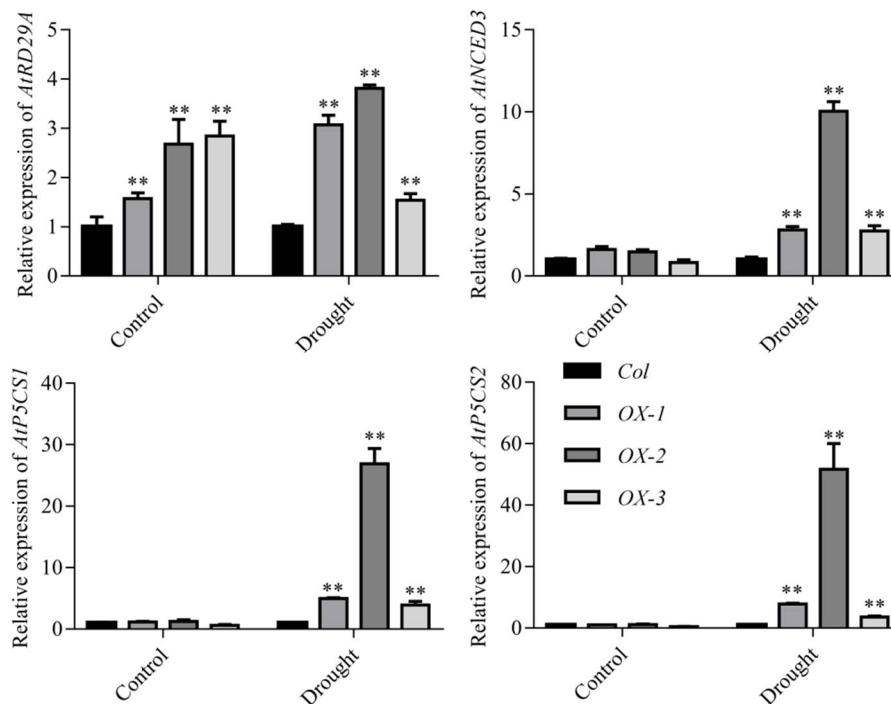 Relative expression of AtRD29A
5
4
3
2
1
0
**
**
**
**
**
**
Control
Drought
Relative expression of AtNCED3
15
10
5
0
**
**
**
Control
Drought
Relative expression of AtP5CS1
40
30
20
10
0
**
**
**
Control
Drought
Relative expression of AtP5CS2
80
60
40
20
0
Col
OX-1
OX-2
OX-3
**
**
**
Control
Drought